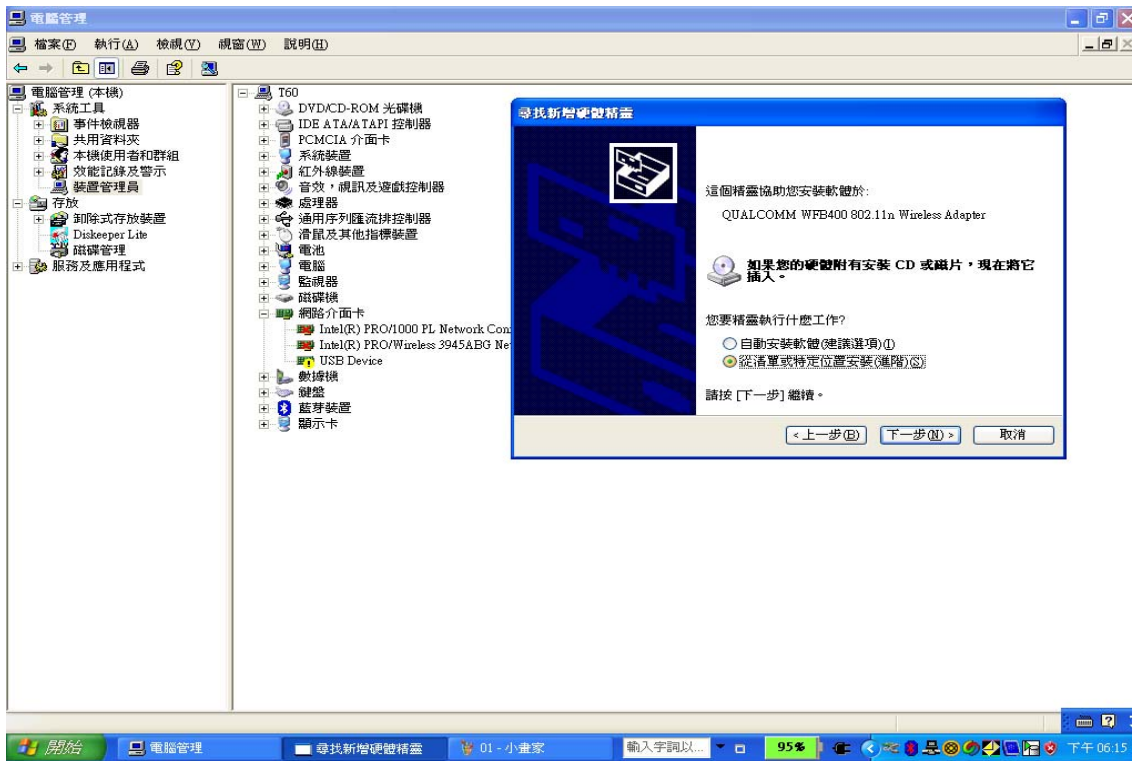 電腦管理
檔案(F) 執行(A) 檢視(V) 視窗(W) 說明(H)
電腦管理 (本機)
系統工具
事件檢視器
共用資料夾
本機使用者和群組
效能記錄及警示
裝置管理員
存放
卸除式存放裝置
Diskeeper Lite
磁碟管理
服務及應用程式
T60
DVD/CD-ROM 光碟機
IDE ATA/ATAPI 控制器
PCMCIA 介面卡
系統裝置
紅外線裝置
音效，視訊及遊戲控制器
處理器
通用序列匯流排控制器
滑鼠及其他指標裝置
電池
電腦
監視器
磁碟機
網路介面卡
Intel(R) PRO/1000 PL Network Con
Intel(R) PRO/Wireless 3945ABG Ne
USB Device
數據機
鍵盤
藍芽裝置
顯示卡
尋找新增硬體精靈
這個精靈協助您安裝軟體於:
QUALCOMM WFB400 802.11n Wireless Adapter
如果您的硬體附有安裝 CD 或磁片，現在將它
插入。
您要精靈執行什麼工作?
自動安裝軟體(建議選項)(I)
從清單或特定位置安裝(進階)(S)
請按 [下一步] 繼續。
<上一步(B) 下一步(N)> 取消
開始 電腦管理 尋找新增硬體精靈 01 - 小畫家 輸入字詞以... 95% 下午 06:15